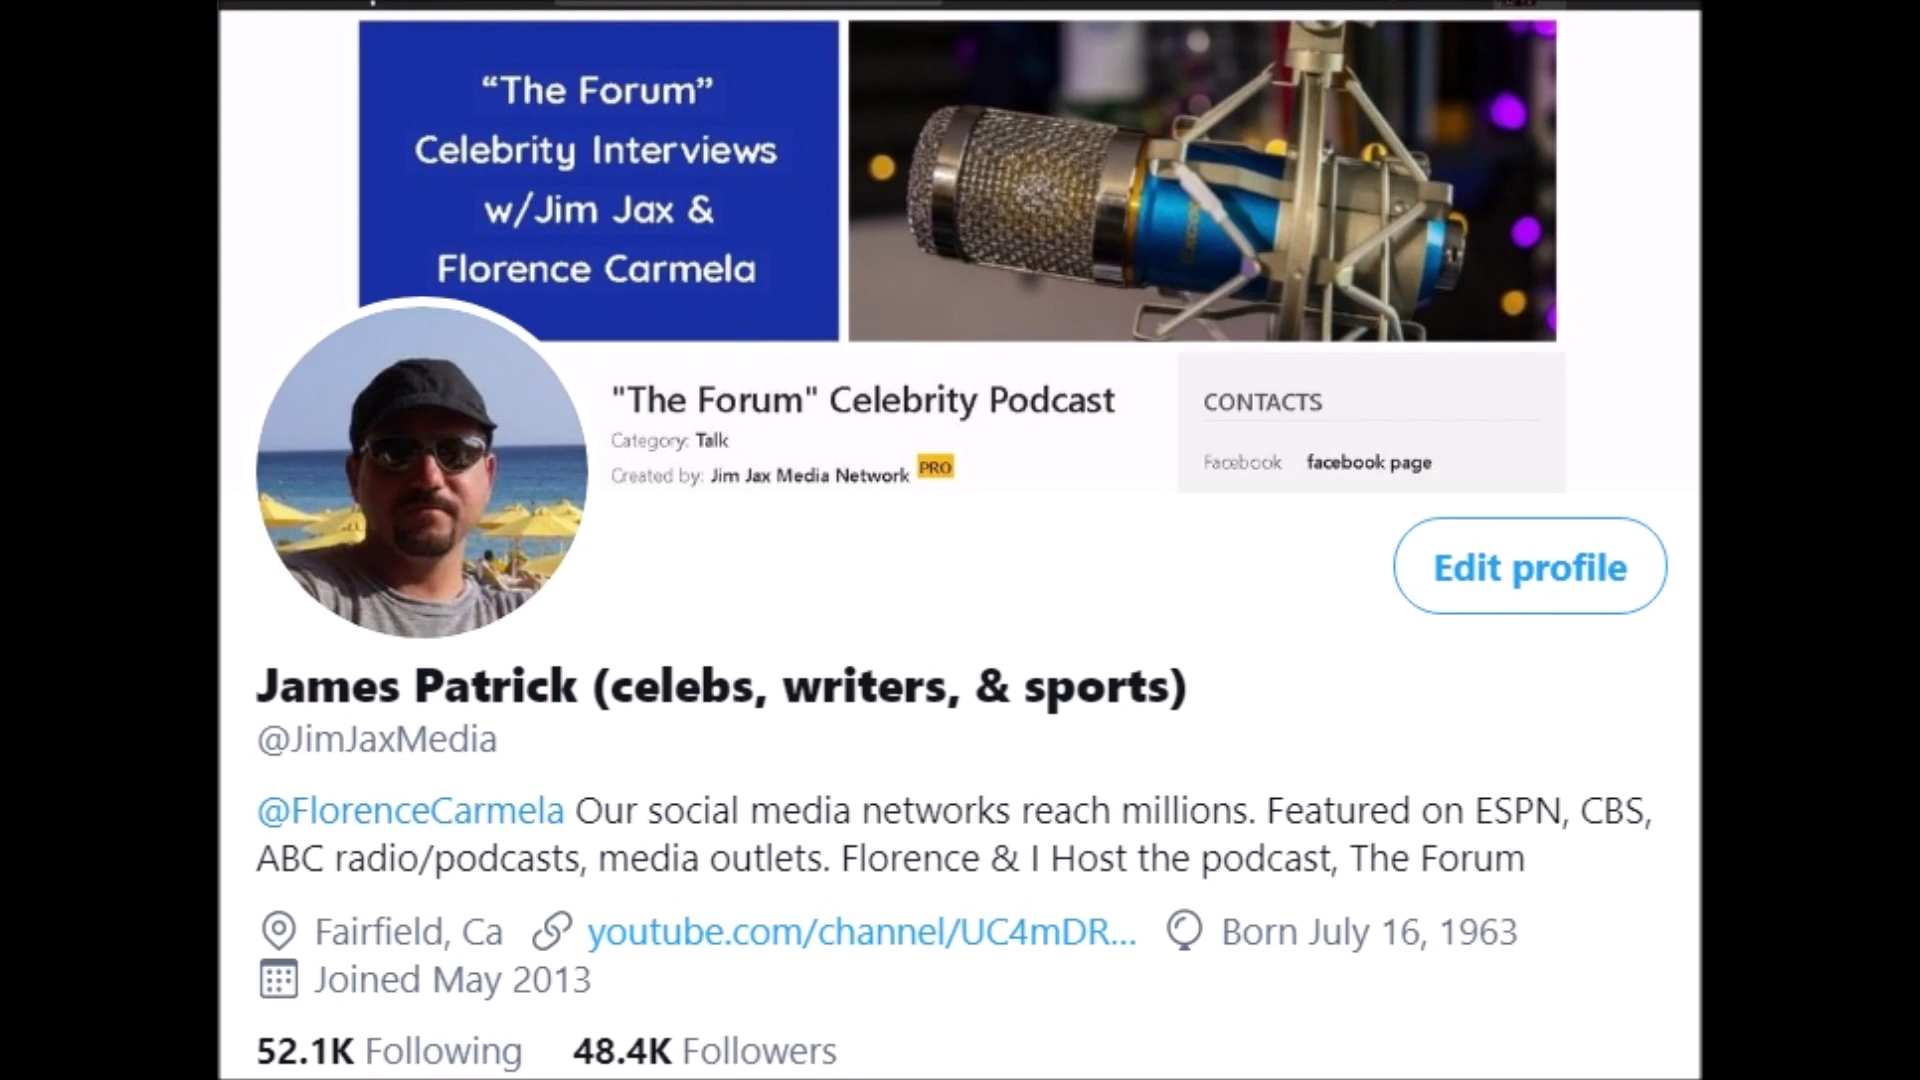 “The Forum”
Celebrity Interviews
w/Jim Jax &
Florence Carmela
"The Forum" Celebrity Podcast
Category: Talk
Created by: Jim Jax Media Network PRO
CONTACTS
Facebook facebook page
Edit profile
James Patrick (celebs, writers, & sports)
@JimJaxMedia
@FlorenceCarmela Our social media networks reach millions. Featured on ESPN, CBS,
ABC radio/podcasts, media outlets. Florence & I Host the podcast, The Forum
Fairfield, Ca youtube.com/channel/UC4mDR... Born July 16, 1963
Joined May 2013
52.1K Following 48.4K Followers